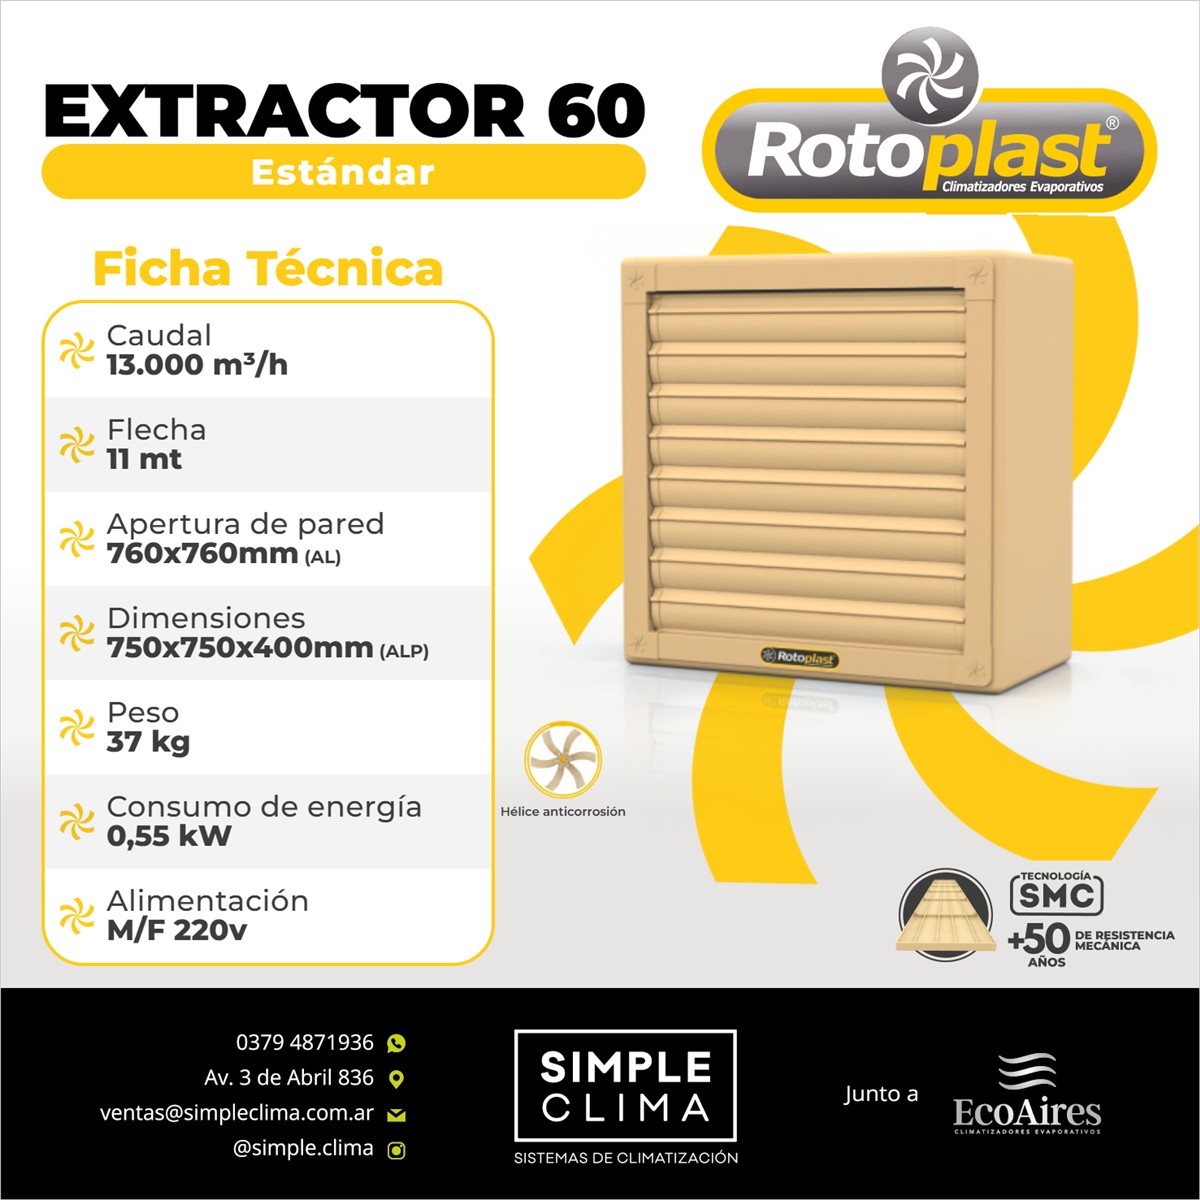 EXTRACTOR 60
Estándar
Rotoplast®
Climatizadores Evaporativos
Ficha Técnica
Caudal
13.000 m³/h
Flecha
11 mt
Apertura de pared
760x760mm (AL)
Dimensiones
750x750x400mm (ALP)
Peso
37 kg
Consumo de energía
0,55 kW
Alimentación
M/F 220v
Rotoplast
Hélice anticorrosión
TECNOLOGÍA
SMC
+50 AÑOS
DE RESISTENCIA
MECÁNICA
0379 4871936
Av. 3 de Abril 836
ventas@simpleclima.com.ar
@simple.clima
SIMPLE
CLIMA
SISTEMAS DE CLIMATIZACIÓN
Junto a
EcoAires
CLIMATIZADORES EVAPORATIVOS